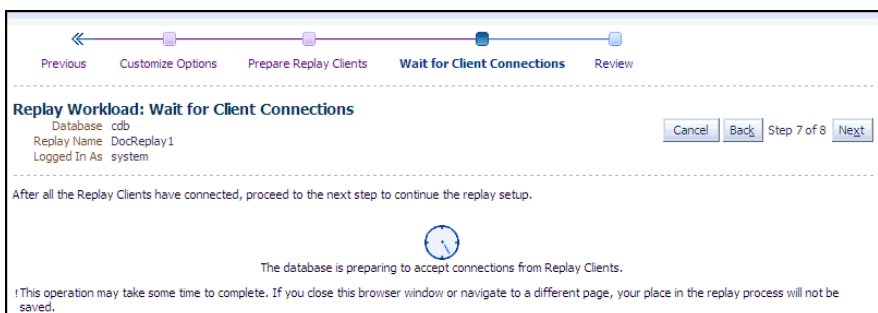 Previous Customize Options Prepare Replay Clients Wait for Client Connections Review
Replay Workload: Wait for Client Connections
Database cdb
Replay Name DocReplay1
Logged In As system
Cancel Back Step 7 of 8 Next
After all the Replay Clients have connected, proceed to the next step to continue the replay setup.
The database is preparing to accept connections from Replay Clients.
! This operation may take some time to complete. If you close this browser window or navigate to a different page, your place in the replay process will not be
saved.